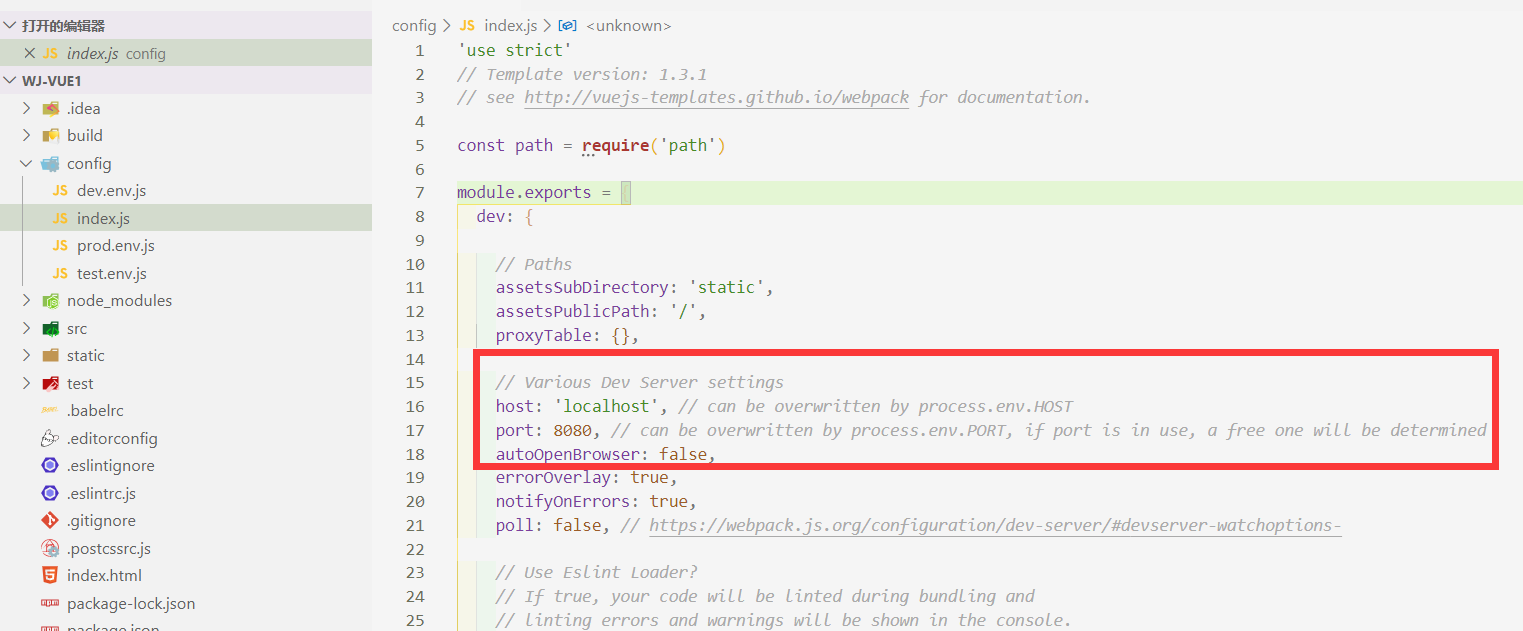 打开的编辑器
JS index.js config
WJ-VUE1
.idea
build
config
JS dev.env.js
JS index.js
JS prod.env.js
JS test.env.js
node_modules
src
static
test
.babelrc
.editorconfig
.eslintignore
.eslintrc.js
.gitignore
.postcssrc.js
index.html
package-lock.json
package.json
config > JS index.js > <unknown>
1 'use strict'
2 // Template version: 1.3.1
3 // see http://vuejs-templates.github.io/webpack for documentation.
4
5 const path = require('path')
6
7 module.exports = {
8 dev: {
9
10 // Paths
11 assetsSubDirectory: 'static',
12 assetsPublicPath: '/',
13 proxyTable: {},
14
15 // Various Dev Server settings
16 host: 'localhost', // can be overwritten by process.env.HOST
17 port: 8080, // can be overwritten by process.env.PORT, if port is in use, a free one will be determined
18 autoOpenBrowser: false,
19 errorOverlay: true,
20 notifyOnErrors: true,
21 poll: false, // https://webpack.js.org/configuration/dev-server/#devserver-watchoptions-
22
23 // Use Eslint Loader?
24 // If true, your code will be linted during bundling and
25 // linting errors and warnings will be shown in the console.